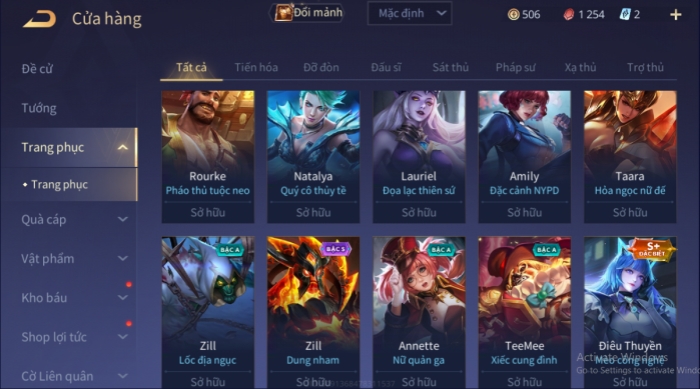 Cửa hàng
Đổi mảnh
Mặc định
506
1 254
2
Đề cử
Tướng
Trang phục
Trang phục
Quà cáp
Vật phẩm
Kho báu
Shop lợi tức
Cờ Liên quân
Tất cả
Tiến hóa
Đỡ đòn
Đấu sĩ
Sát thủ
Pháp sư
Xạ thủ
Trợ thủ
Rourke
Pháo thủ tuộc neo
Sở hữu
Natalya
Quý cô thủy tề
Sở hữu
Lauriel
Đọa lạc thiên sứ
Sở hữu
Amily
Đặc cảnh NYPD
Sở hữu
Taara
Hỏa ngọc nữ đế
Sở hữu
BẬC A
Zill
Lốc địa ngục
Sở hữu
BẬC S
Zill
Dung nham
Sở hữu
BẬC A
Annette
Nữ quản gia
Sở hữu
BẬC A
TeeMee
Xiếc cung đình
Sở hữu
S+
ĐẶC BIỆT
Điêu Thuyền
Mèo công nghệ
Activate Windows
Go to Settings to activate Wind